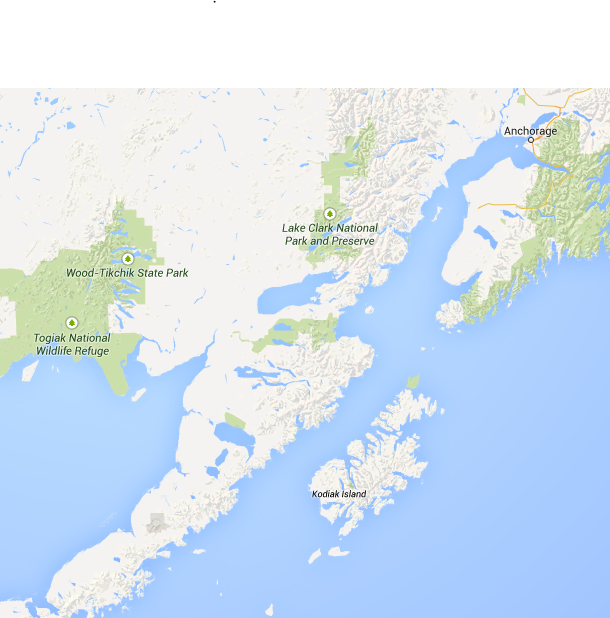 Anchorage
Lake Clark National
Park and Preserve
Wood-Tikchik State Park
Togiak National
Wildlife Refuge
Kodiak Island